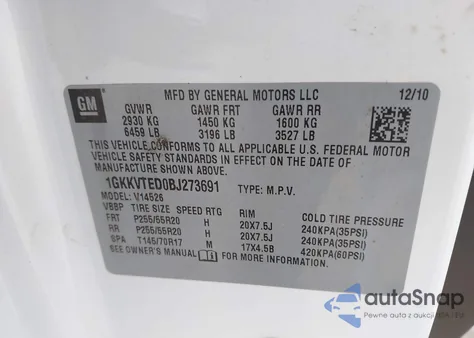 GM
MFD BY GENERAL MOTORS LLC 12/10
GVWR GAWR FRT GAWR RR
2930 KG 1450 KG 1600 KG
6459 LB 3196 LB 3527 LB
THIS VEHICLE CONFORMS TO ALL APPLICABLE U.S. FEDERAL MOTOR
VEHICLE SAFETY STANDARDS IN EFFECT ON THE DATE OF
MANUFACTURE SHOWN ABOVE.
1GKKVTED0BJ273691 TYPE: M.P.V.
MODEL: V14526
VBBP TIRE SIZE SPEED RTG RIM COLD TIRE PRESSURE
FRT P255/55R20 H 20X7.5J 240KPA(35PSI)
RR P255/55R20 H 20X7.5J 240KPA(35PSI)
SPA T145/70R17 M 17X4.5B 420KPA(60PSI)
SEE OWNER'S MANUAL FOR MORE INFORMATION
autoSnap
Pewne auta z aukcji USA